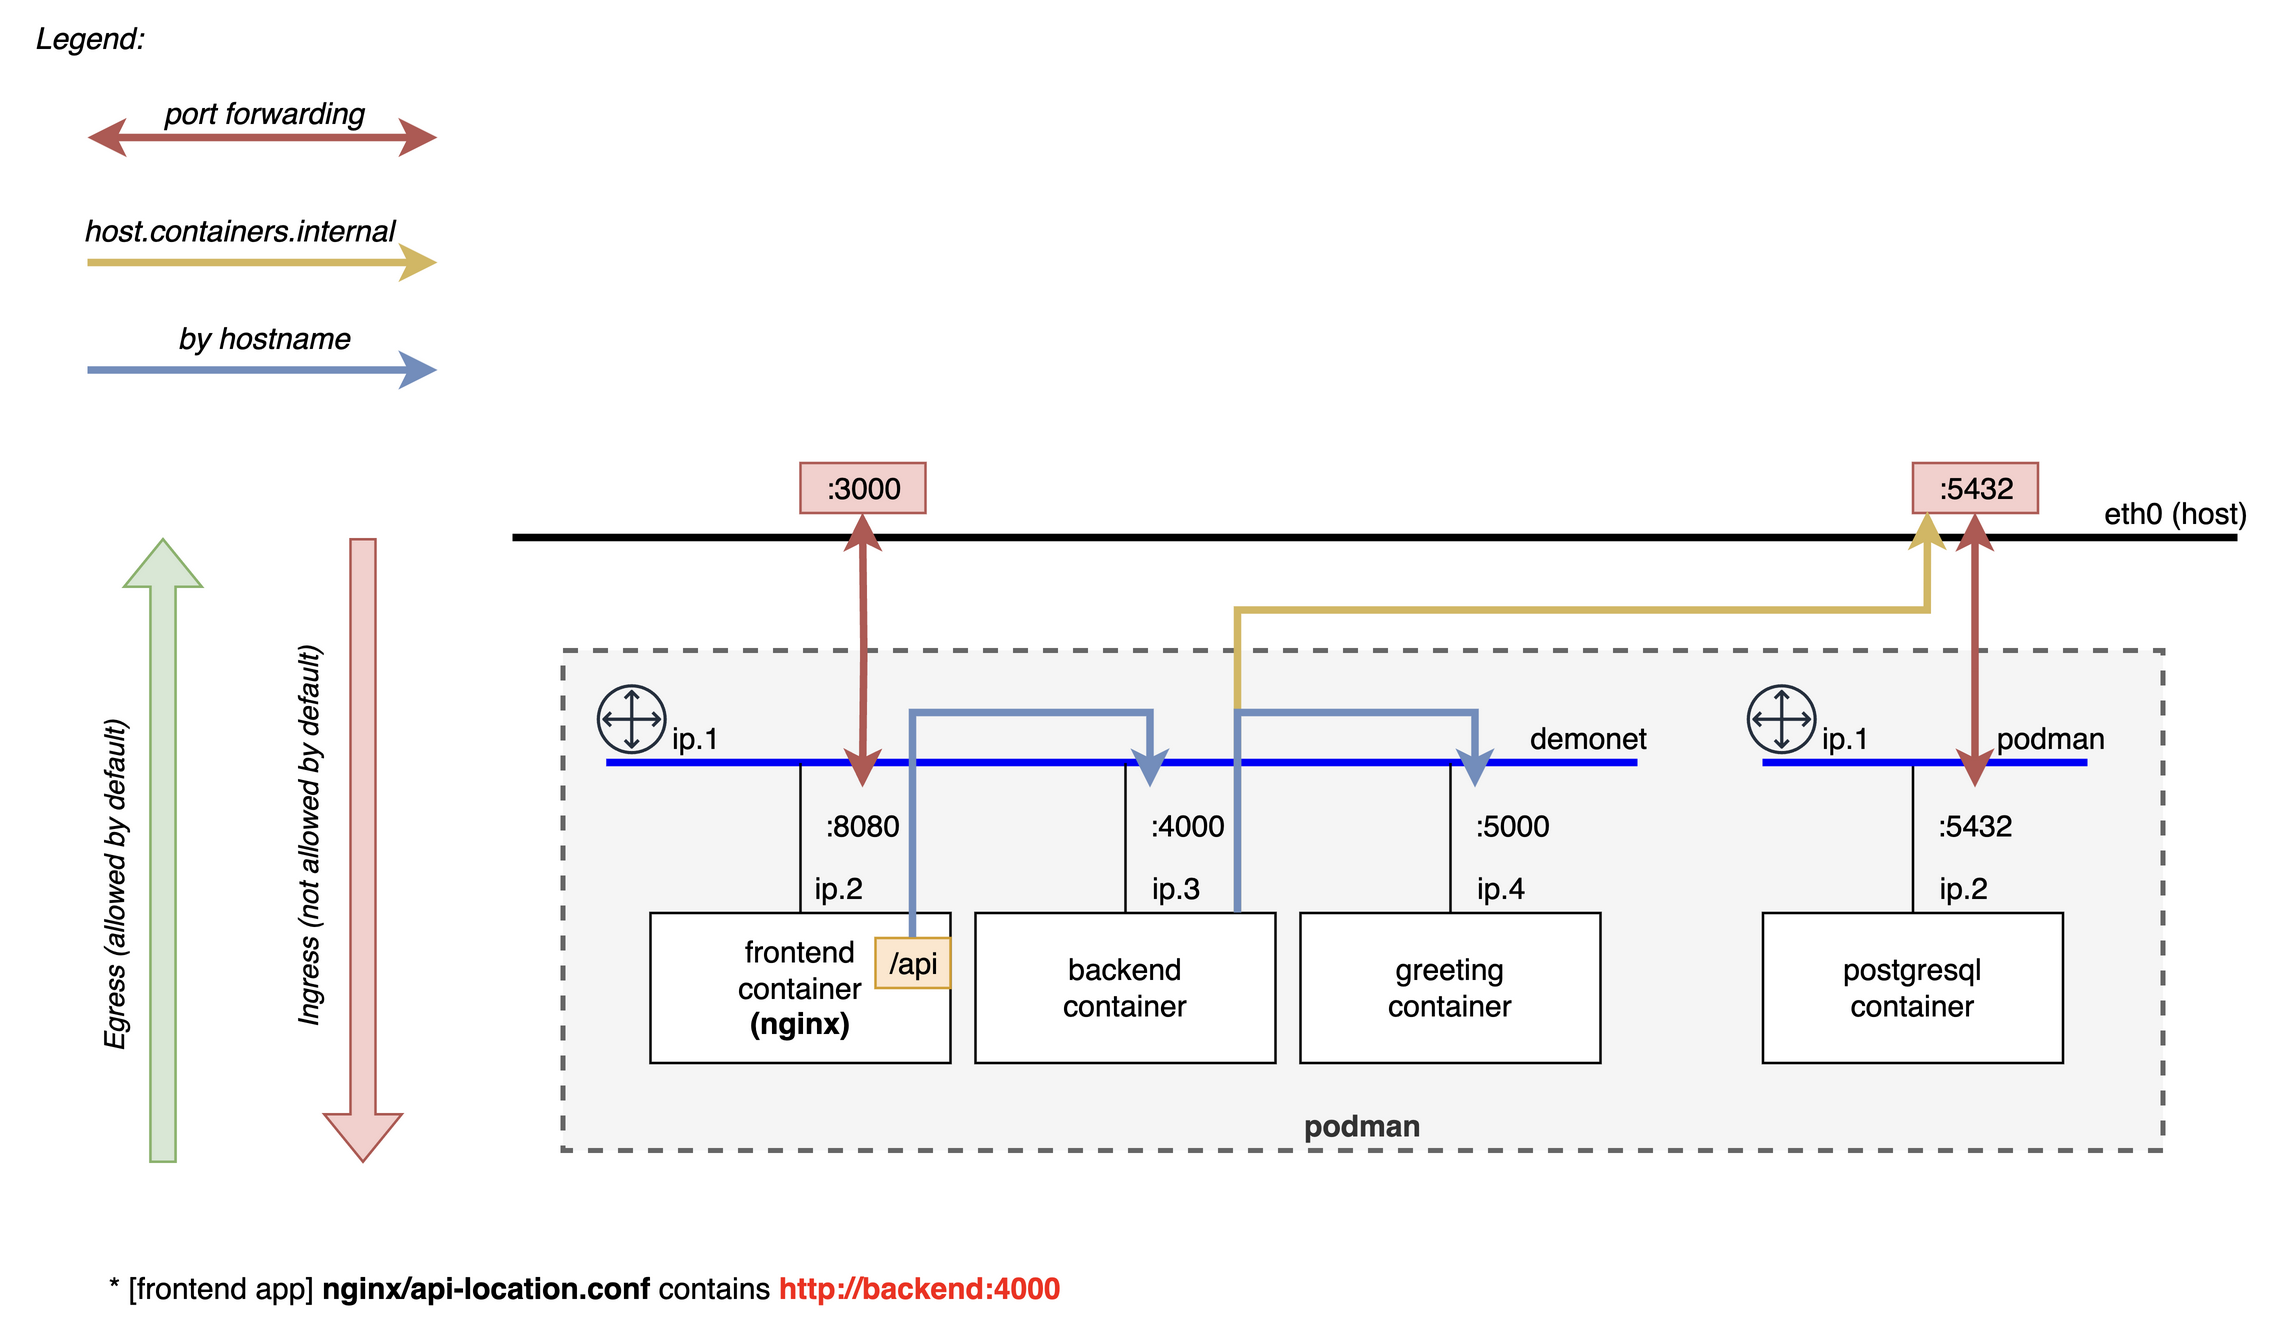 Legend:
port forwarding
host.containers.internal
by hostname
Egress (allowed by default)
Ingress (not allowed by default)
:3000
:5432
eth0 (host)
ip.1
demonet
ip.1
podman
:8080
:4000
:5000
:5432
ip.2
ip.3
ip.4
ip.2
frontend
container
(nginx)
/api
backend
container
greeting
container
postgresql
container
podman
* [frontend app] nginx/api-location.conf contains http://backend:4000